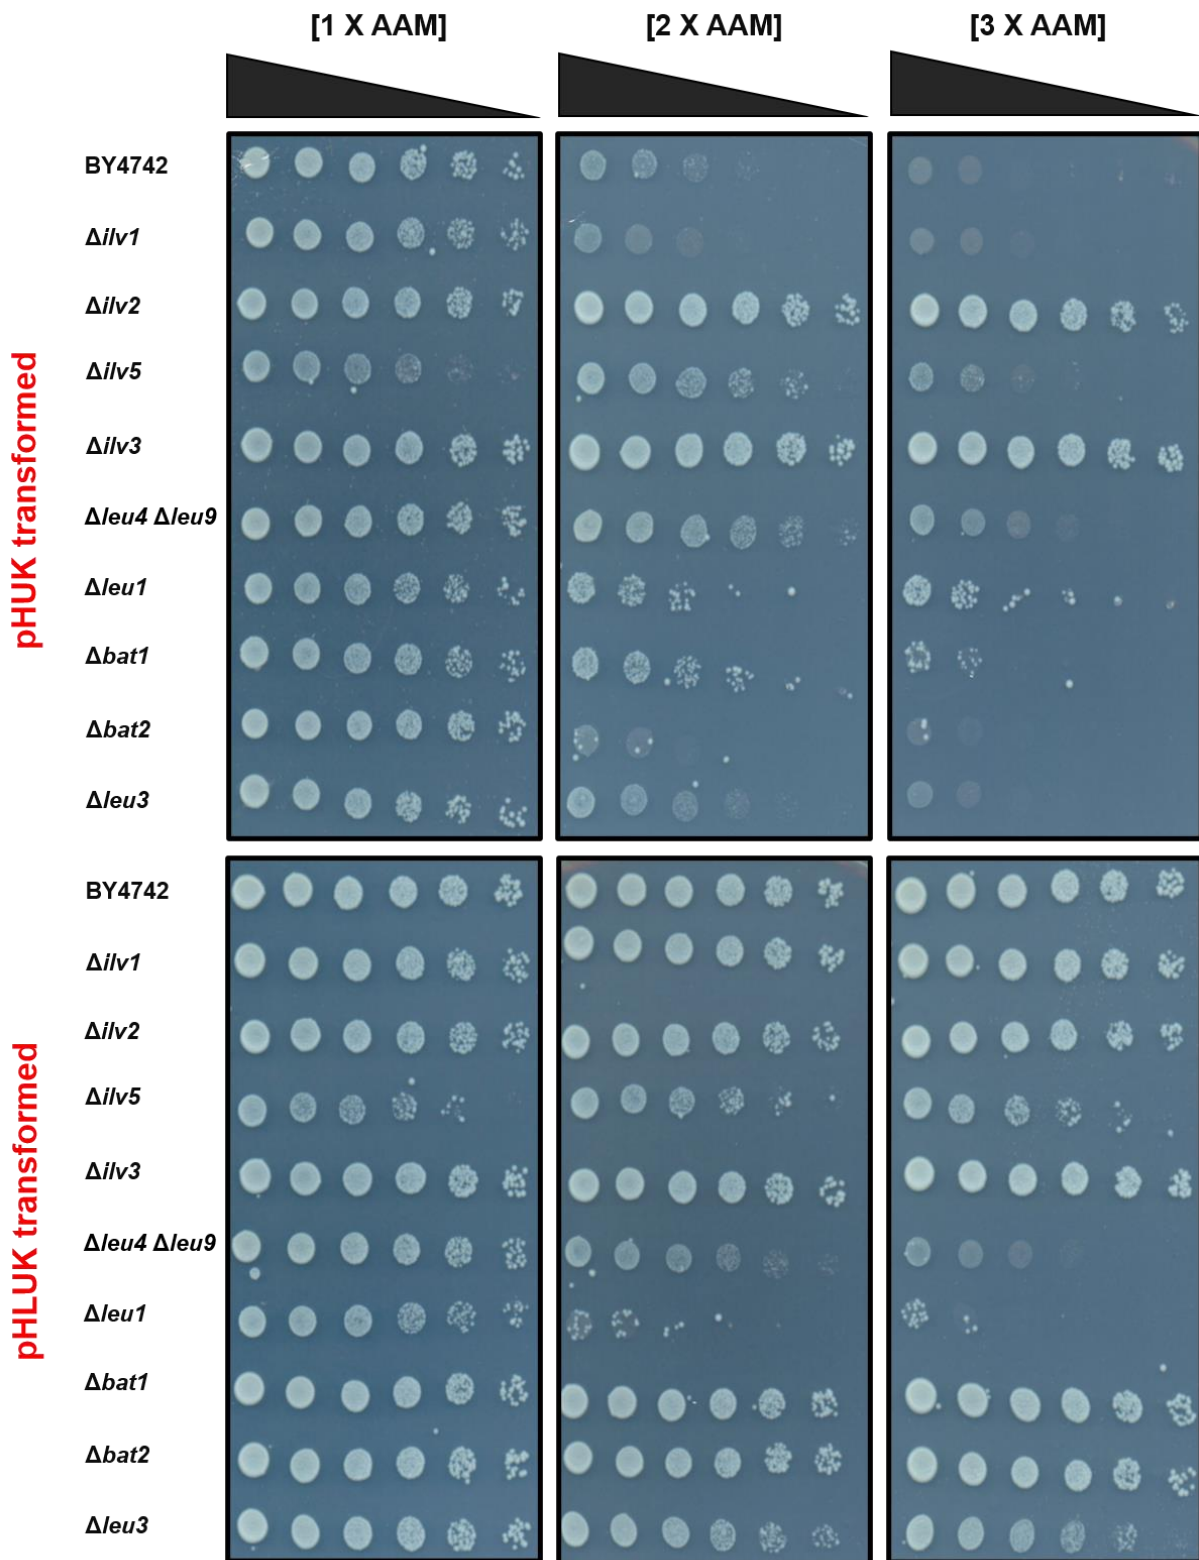 [1 X AAM] [2 X AAM] [3 X AAM]
pHUK transformed
BY4742
Δilv1
Δilv2
Δilv5
Δilv3
Δleu4 Δleu9
Δleu1
Δbat1
Δbat2
Δleu3
pHLUK transformed
BY4742
Δilv1
Δilv2
Δilv5
Δilv3
Δleu4 Δleu9
Δleu1
Δbat1
Δbat2
Δleu3